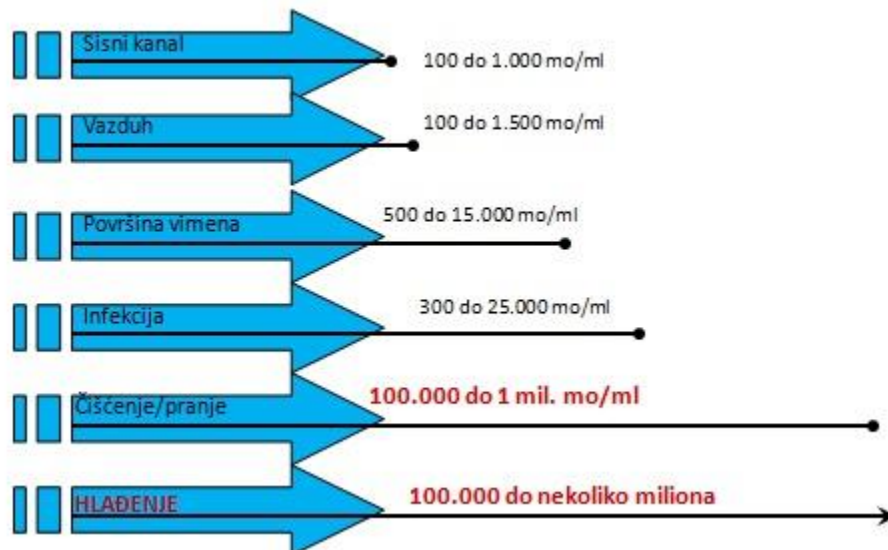 Sisni kanal
100 do 1.000 mo/ml
Vazduh
100 do 1.500 mo/ml
Površina vimena
500 do 15.000 mo/ml
Infekcija
300 do 25.000 mo/ml
Čišćenje/pranje
100.000 do 1 mil. mo/ml
HLAĐENJE
100.000 do nekoliko miliona